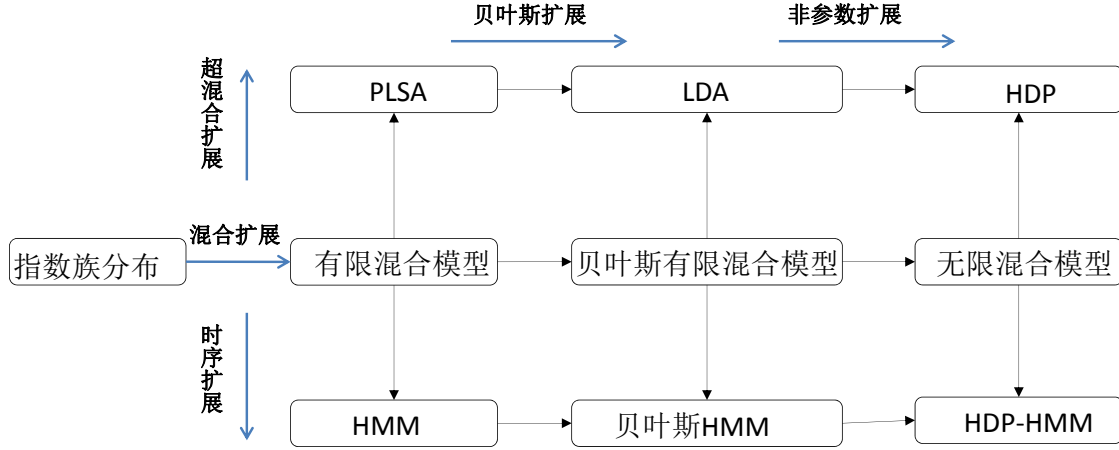 贝叶斯扩展
非参数扩展
超混合扩展
PLSA
LDA
HDP
混合扩展
指数族分布
有限混合模型
贝叶斯有限混合模型
无限混合模型
时序扩展
HMM
贝叶斯HMM
HDP-HMM